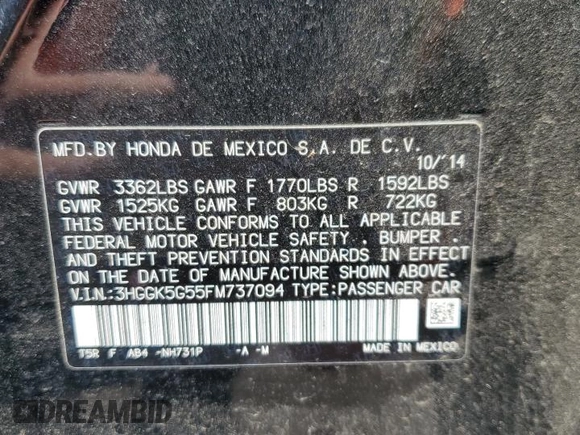 MFD.BY HONDA DE MEXICO S.A. DE C.V.
10/'14
GVWR 3362LBS GAWR F 1770LBS R 1592LBS
GVWR 1525KG GAWR F 803KG R 722KG
THIS VEHICLE CONFORMS TO ALL APPLICABLE
FEDERAL MOTOR VEHICLE SAFETY . BUMPER .
AND THEFT PREVENTION STANDARDS IN EFFECT
ON THE DATE OF MANUFACTURE SHOWN ABOVE.
V.I.N.:3HGGK5G55FM737094 TYPE:PASSENGER CAR
T5R F AB4 -NH731P -A -M MADE IN MEXICO
DREAMBID